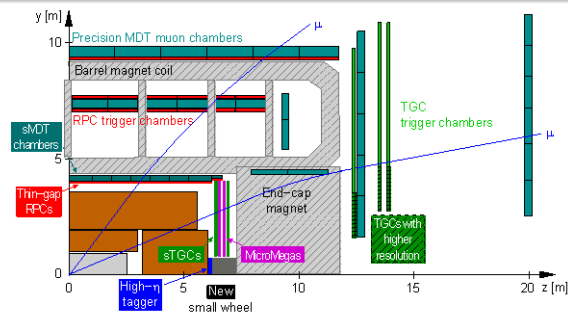 y [m]
10
Precision MDT muon chambers
μ
Barrel magnet coil
RPC trigger chambers
TGC
trigger chambers
μ
sMDT
chambers
5
Thin-gap
RPCs
End-cap
magnet
sTGCs
MicroMegas
TGCs with
higher
resolution
0
0
5
10
15
20
z [m]
High-η
tagger
New
small wheel